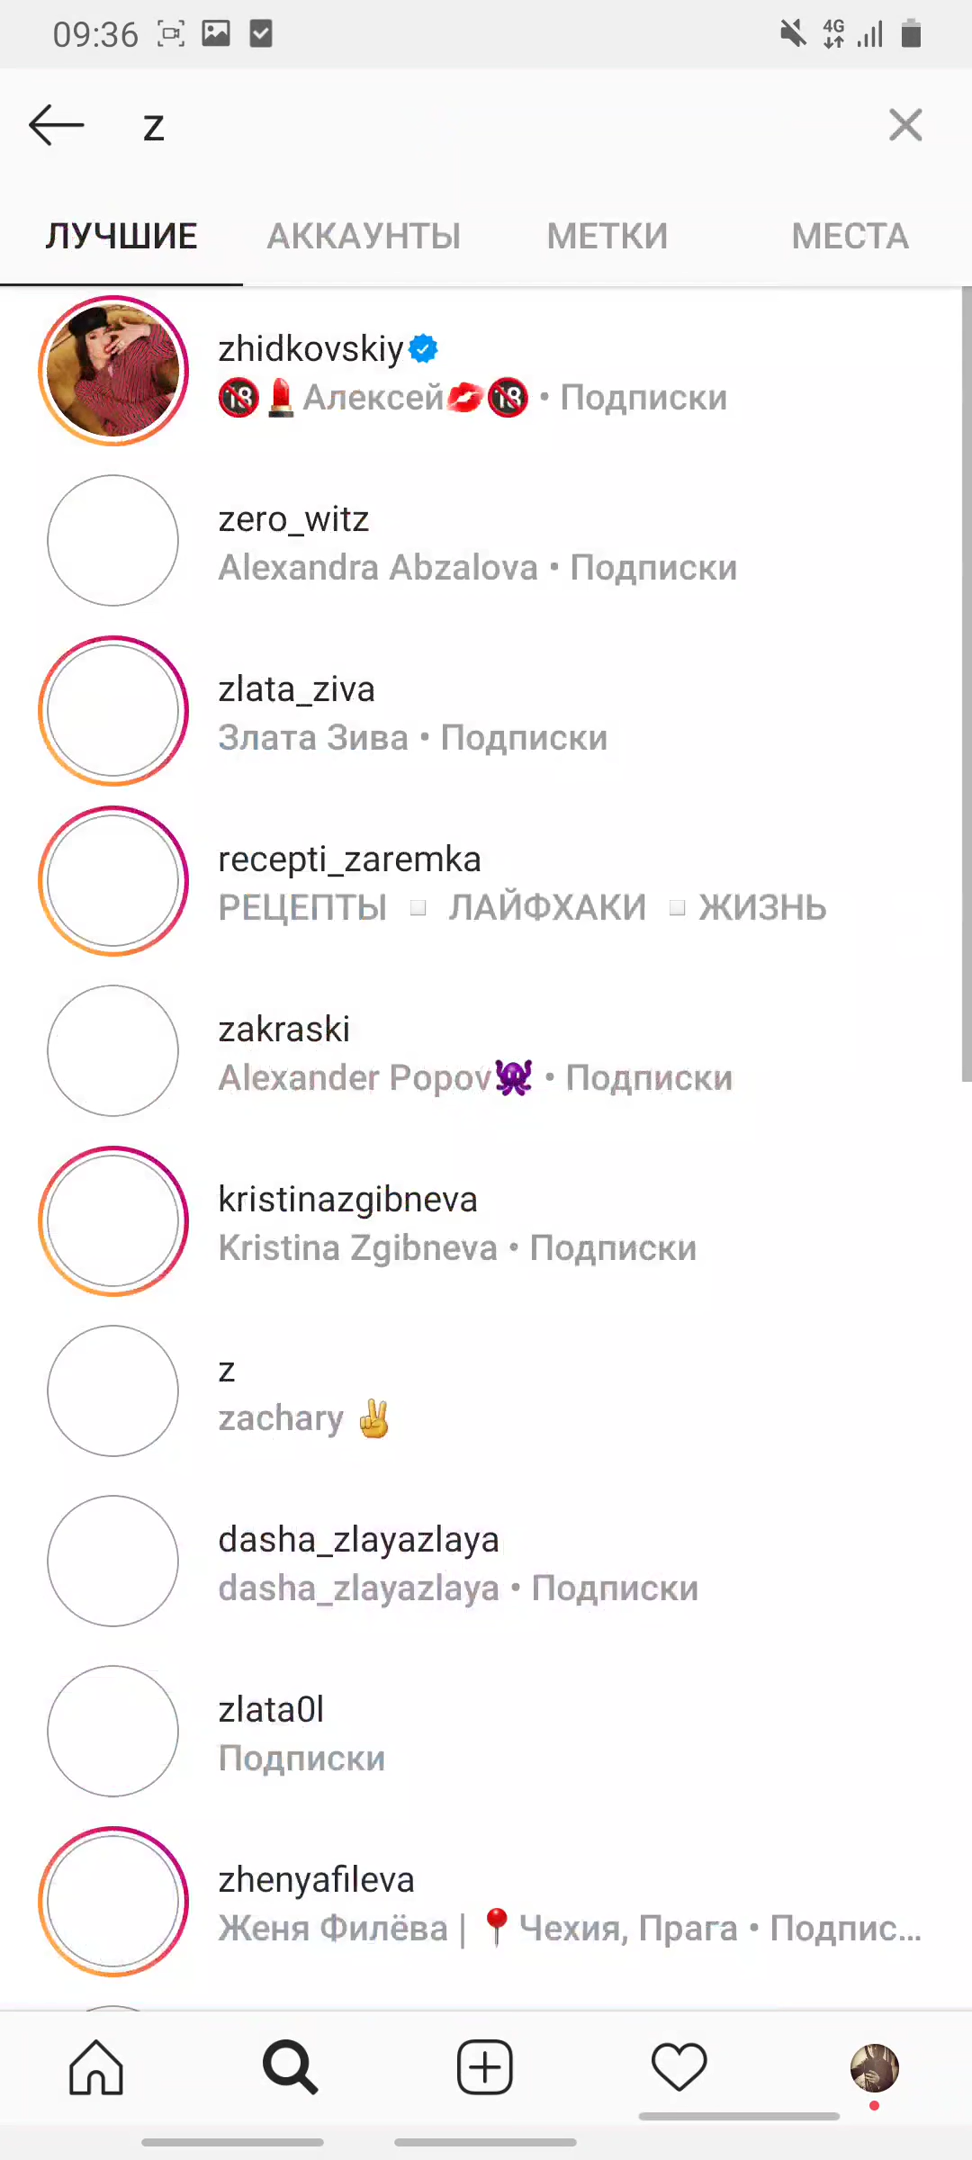 09:36 4G
z
ЛУЧШИЕ АККАУНТЫ МЕТКИ МЕСТА
zhidkovskiy
🔞💄Алексей💋🔞 • Подписки
zero_witz
Alexandra Abzalova • Подписки
zlata_ziva
Злата Зива • Подписки
recepti_zaremka
РЕЦЕПТЫ ▫️ ЛАЙФХАКИ ▫️ЖИЗНЬ
zakraski
Alexander Popov🐙 • Подписки
kristinazgibneva
Kristina Zgibneva • Подписки
z
zachary ✌️
dasha_zlayazlaya
dasha_zlayazlaya • Подписки
zlata0l
Подписки
zhenyafileva
Женя Филёва | 📍Чехия, Прага • Подпис...